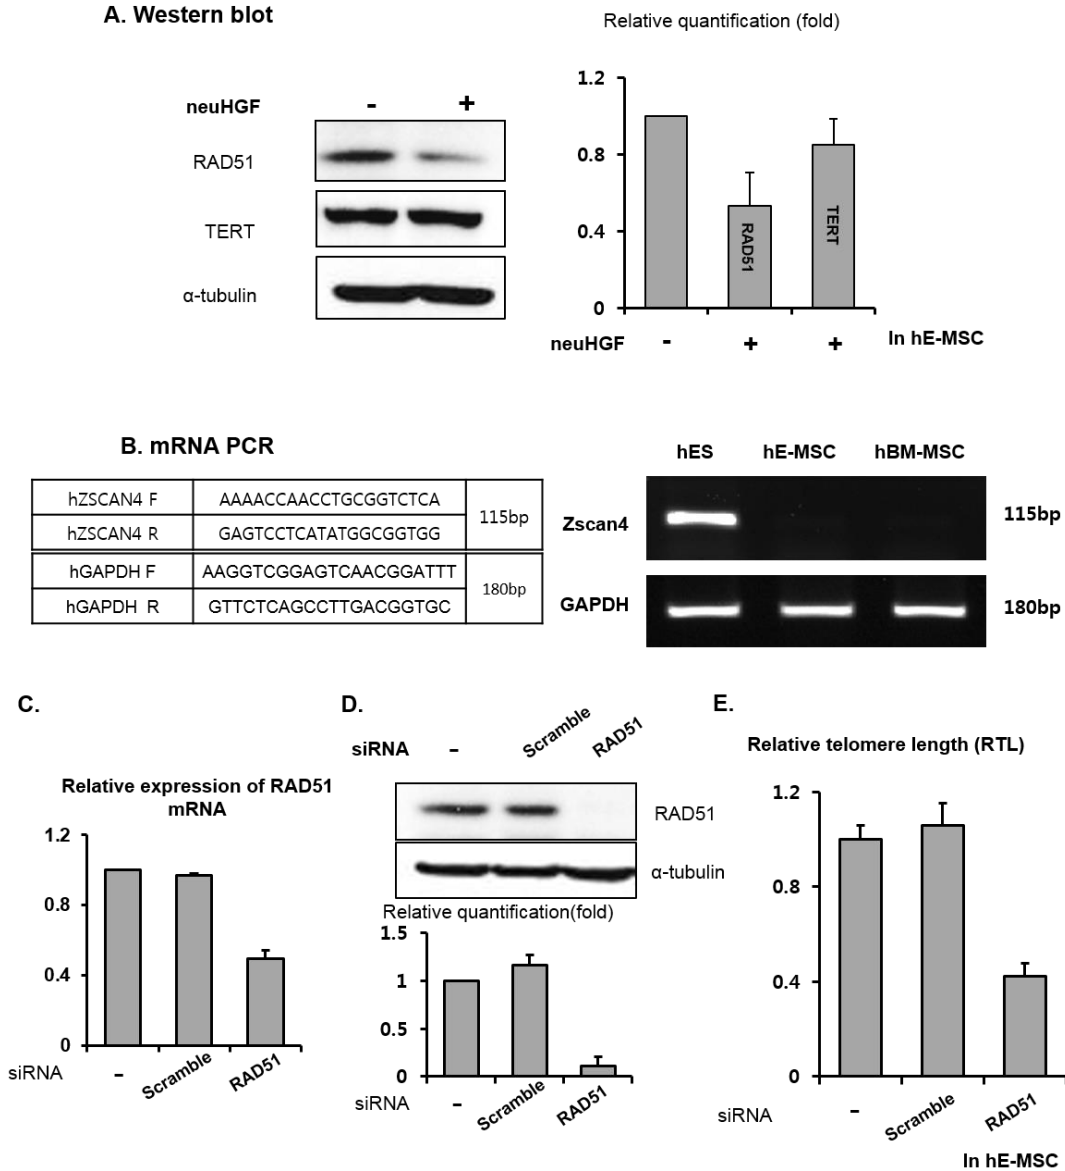 A. Western blot
Relative quantification (fold)
neuHGF - +
RAD51
TERT
α-tubulin
1.2
0.8
0.4
0
RAD51
TERT
neuHGF - + +
In hE-MSC
B. mRNA PCR
hZSCAN4 F AAAACCAACCTGCGGTCTCA 115bp
hZSCAN4 R GAGTCCTCATATGGCGGTGG
hGAPDH F AAGGTCGGAGTCAACGGATTT 180bp
hGAPDH R GTTCTCAGCCTTGACGGTGC
hES hE-MSC hBM-MSC
Zscan4 115bp
GAPDH 180bp
C.
Relative expression of RAD51
mRNA
1.2
0.8
0.4
0
siRNA - Scramble RAD51
D.
siRNA - Scramble RAD51
RAD51
α-tubulin
Relative quantification(fold)
1.5
1
0.5
0
siRNA - Scramble RAD51
E.
Relative telomere length (RTL)
1.2
0.8
0.4
0
siRNA - Scramble RAD51
In hE-MSC